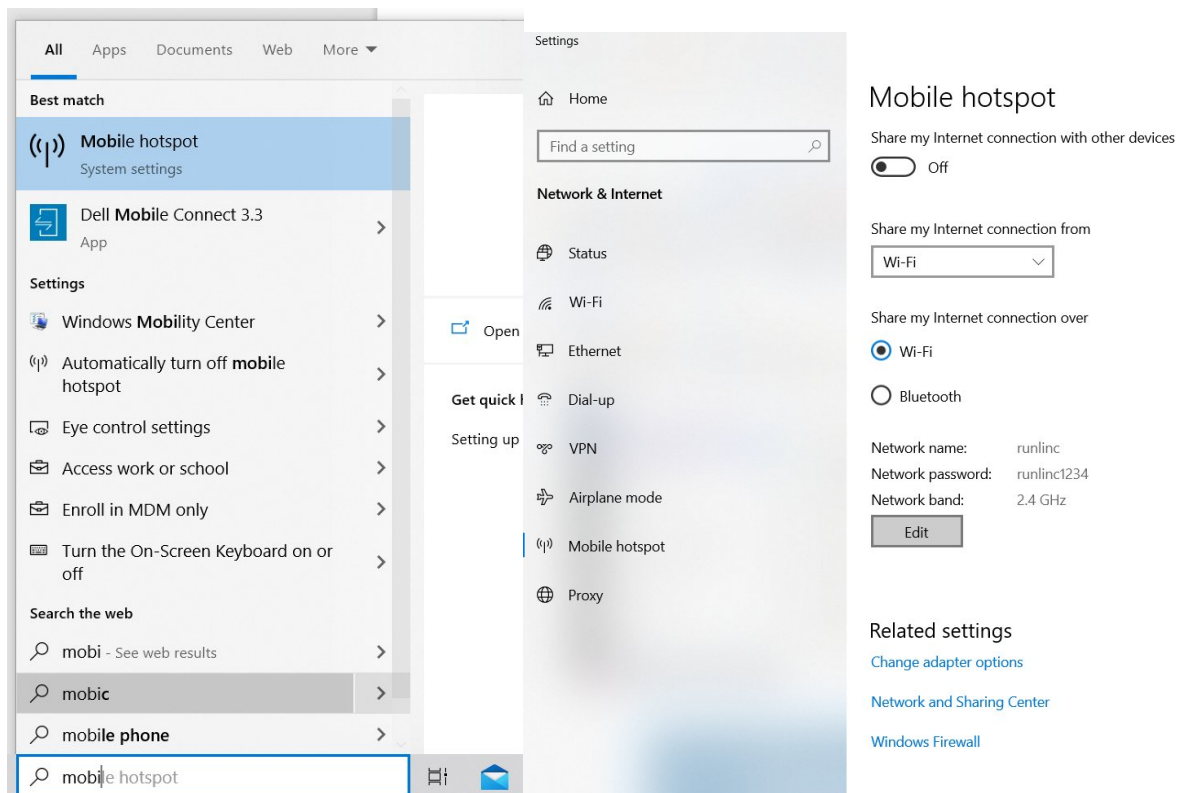 All Apps Documents Web More
Best match
Mobile hotspot
System settings
Dell Mobile Connect 3.3
App
Settings
Windows Mobility Center
Automatically turn off mobile
hotspot
Eye control settings
Access work or school
Enroll in MDM only
Turn the On-Screen Keyboard on or
off
Search the web
mobi - See web results
mobic
mobile phone
mobile hotspot
Open
Get quick h
Setting up
Settings
Home
Find a setting
Network & Internet
Status
Wi-Fi
Ethernet
Dial-up
VPN
Airplane mode
Mobile hotspot
Proxy
Mobile hotspot
Share my Internet connection with other devices
Off
Share my Internet connection from
Wi-Fi
Share my Internet connection over
Wi-Fi
Bluetooth
Network name: runlinc
Network password: runlinc1234
Network band: 2.4 GHz
Edit
Related settings
Change adapter options
Network and Sharing Center
Windows Firewall